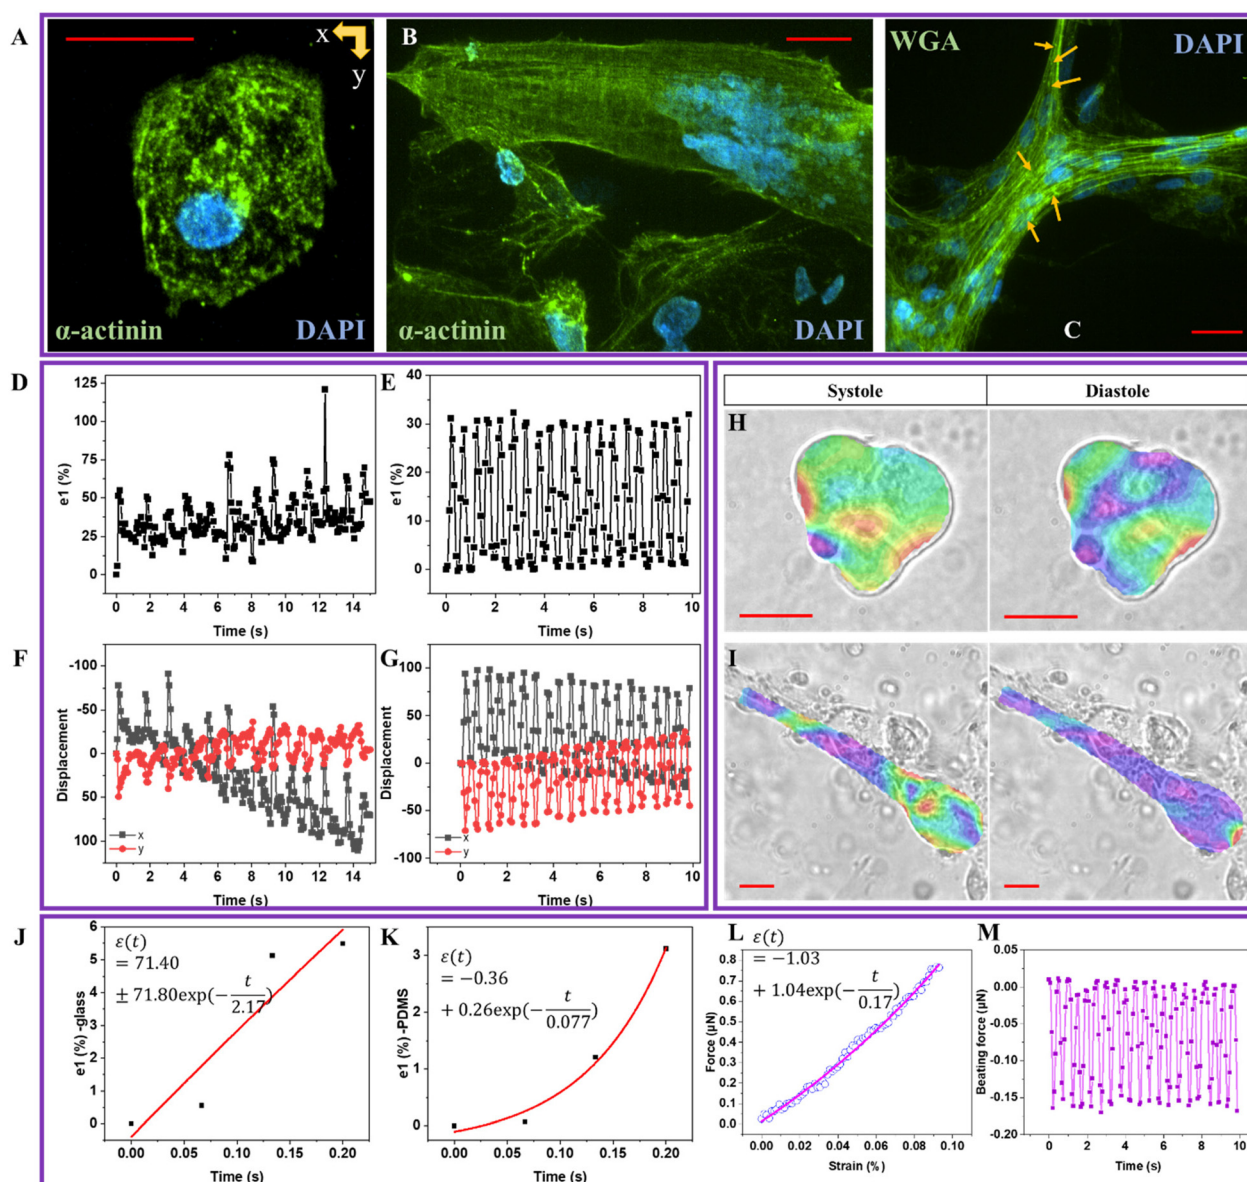 A
x
y
α-actinin
DAPI
B
α-actinin
DAPI
WGA
DAPI
C
D
e1 (%)
125
100
75
50
25
0
0 2 4 6 8 10 12 14
Time (s)
E
e1 (%)
40
30
20
10
0
0 2 4 6 8 10
Time (s)
F
Displacement
-100
-50
0
50
100
x
y
0 2 4 6 8 10 12 14
Time (s)
G
100
50
0
-50
-100
x
y
0 2 4 6 8 10
Time (s)
Systole
Diastole
H
I
J
e1 (%) -glass
6
5
4
3
2
1
0
ε(t)
= 71.40
± 71.80exp(−t/2.17)
0.00 0.05 0.10 0.15 0.20
Time (s)
K
e1 (%) -PDMS
3
2
1
0
ε(t)
= −0.36
+ 0.26exp(−t/0.077)
0.00 0.05 0.10 0.15 0.20
Time (s)
L
Force (µN)
0.8
0.7
0.6
0.5
0.4
0.3
0.2
0.1
0.0
ε(t)
= −1.03
+ 1.04exp(−t/0.17)
0.00 0.02 0.04 0.06 0.08 0.10
Strain (%)
M
Beating force (µN)
0.05
0.00
-0.05
-0.10
-0.15
-0.20
0 2 4 6 8 10
Time (s)